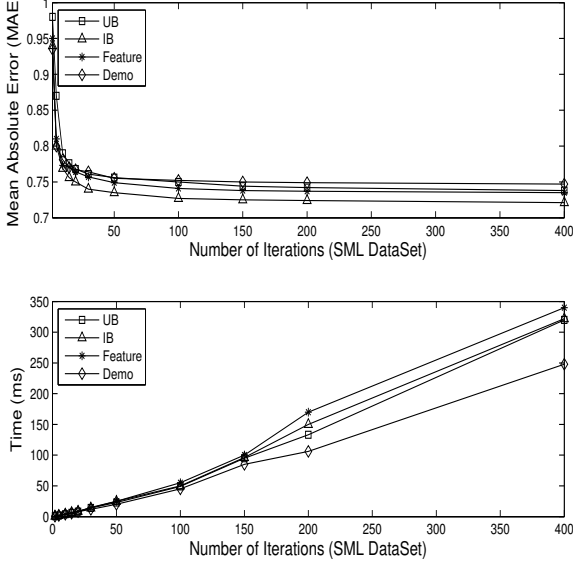 Mean Absolute Error (MAE
1
0.95
0.9
0.85
0.8
0.75
0.7
UB
IB
Feature
Demo
50 100 150 200 250 300 350 400
Number of Iterations (SML DataSet)
Time (ms)
350
300
250
200
150
100
50
0
UB
IB
Feature
Demo
0 50 100 150 200 250 300 350 400
Number of Iterations (SML DataSet)